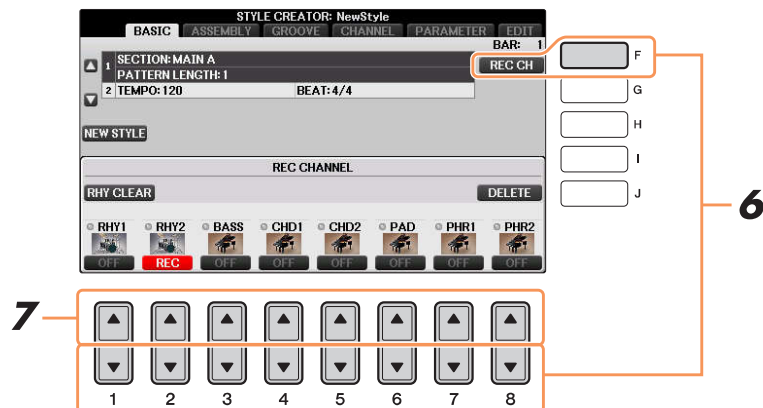 STYLE CREATOR: NewStyle
BASIC ASSEMBLY GROOVE CHANNEL PARAMETER EDIT
BAR: 1
1 SECTION: MAIN A
PATTERN LENGTH: 1
REC CH
2 TEMPO: 120 BEAT: 4/4
NEW STYLE
REC CHANNEL
RHY CLEAR DELETE
RHY1 RHY2 BASS CHD1 CHD2 PAD PHR1 PHR2
OFF REC OFF OFF OFF OFF OFF OFF
F
G
H
I
J
6
7
1 2 3 4 5 6 7 8